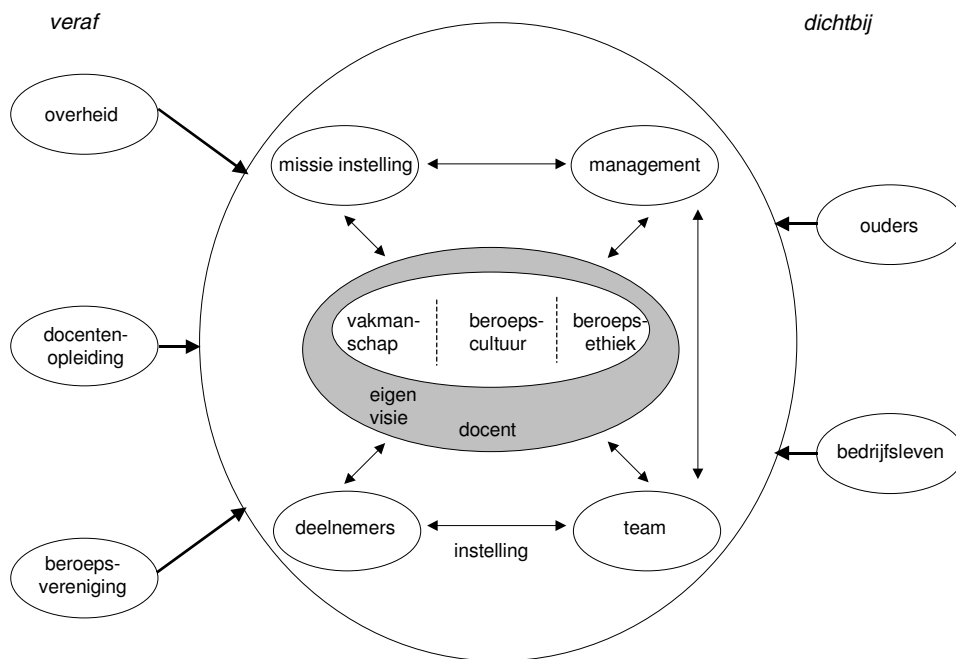 veraf
dichtbij
overheid
missie instelling
management
ouders
vakman-
schap
beroeps-
cultuur
beroeps-
ethiek
docenten-
opleiding
eigen
visie
docent
bedrijfsleven
deelnemers
team
instelling
beroeps-
vereniging